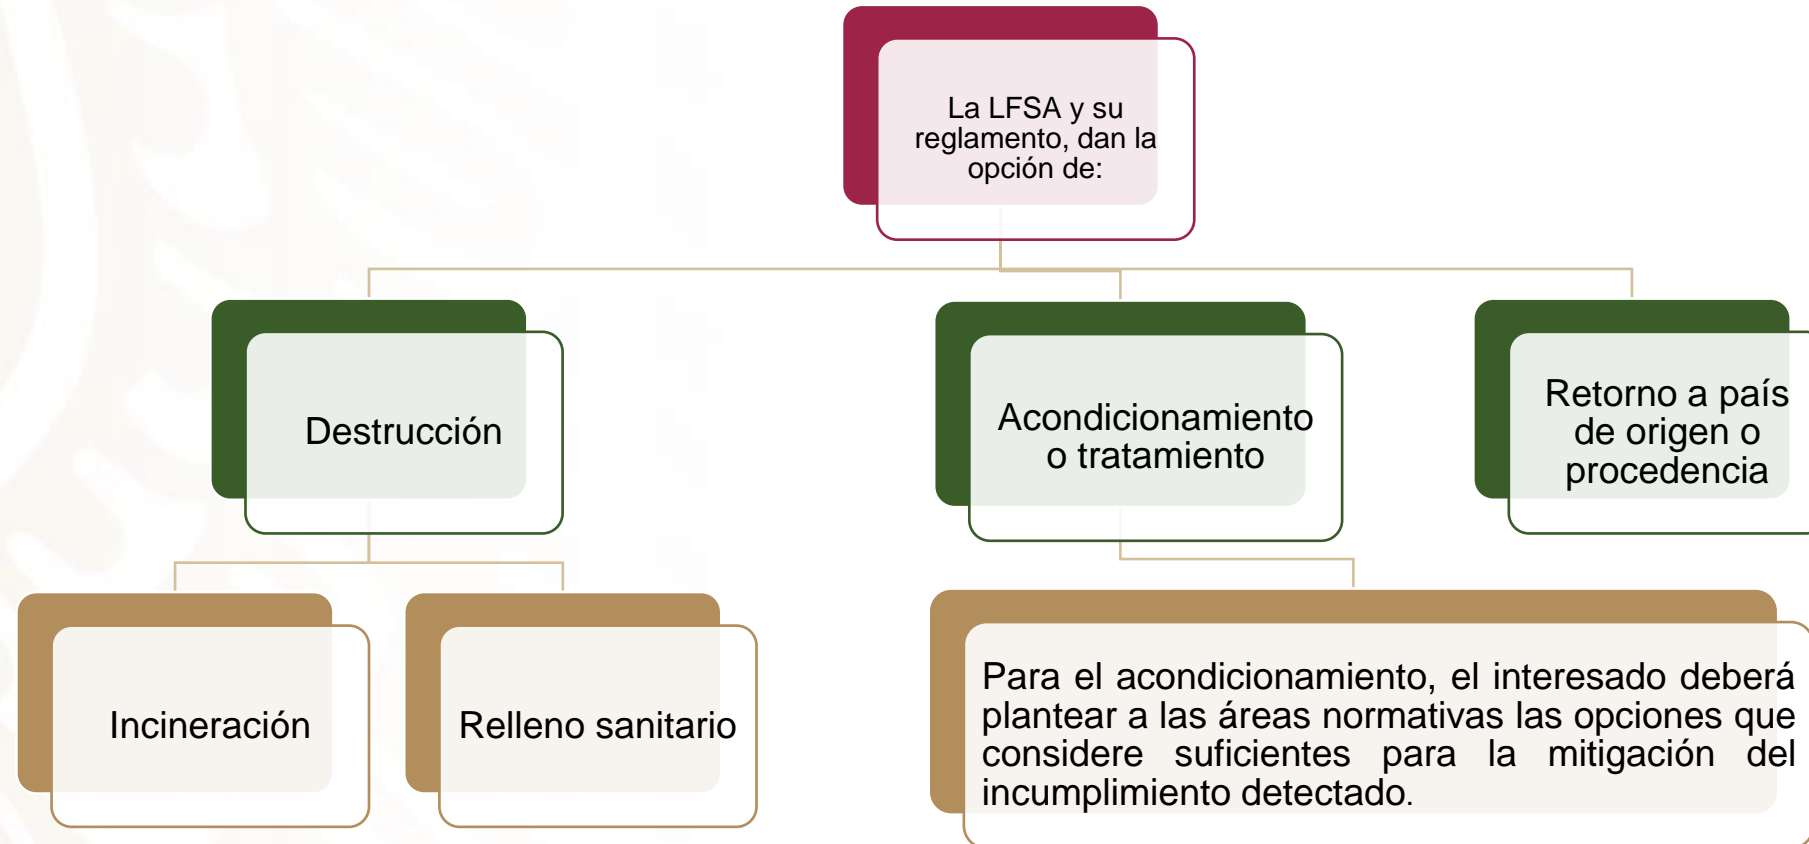 La LFSA y su
reglamento, dan la
opción de:
Destrucción
Acondicionamiento
o tratamiento
Retorno a país
de origen o
procedencia
Incineración
Relleno sanitario
Para el acondicionamiento, el interesado deberá
plantear a las áreas normativas las opciones que
considere suficientes para la mitigación del
incumplimiento detectado.